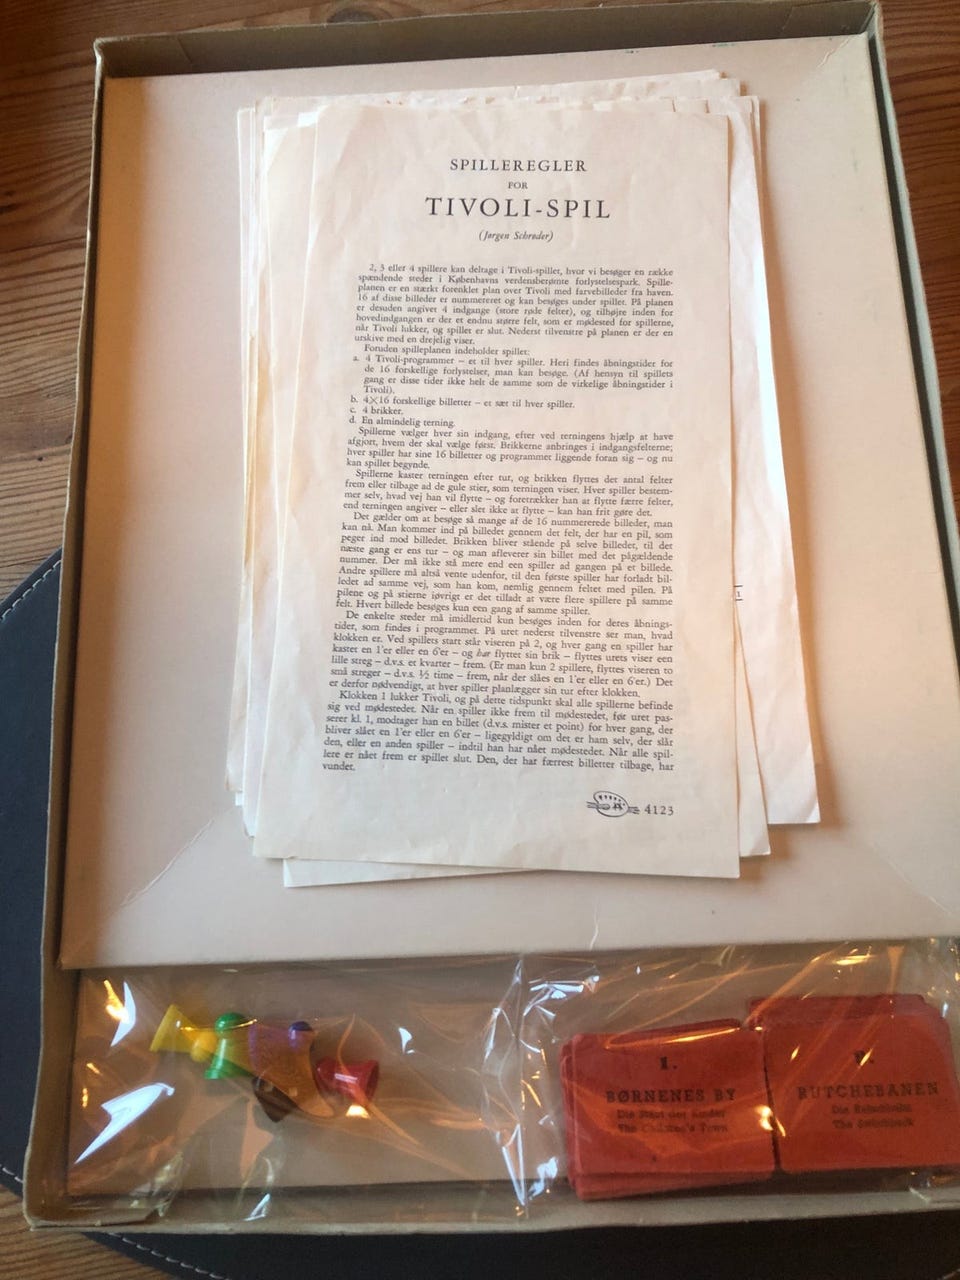 SPILLEREGLER
FOR
TIVOLI-SPIL
(Jørgen Schrøder)
2, 3 eller 4 spillere kan deltage i Tivoli-spillet, hvor vi besøger en række
spændende steder i Københavns verdensberømte forlystelsespark. Spille-
planen er en stærkt forenklet plan over Tivoli med farvebilleder fra haven.
16 af disse billeder er nummereret og kan besøges under spillet. På planen
er desuden angivet 4 indgange (store røde felter), og tilhøjre inden for
hovedindgangen er der et endnu større felt, som er mødested for spillerne,
når Tivoli lukker, og spillet er slut. Nederst tilvenstre på planen er der en
urskive med en drejelig viser.
Foruden spilleplanen indeholder spillet:
a. 4 Tivoli-programmer – et til hver spiller. Heri findes åbningstider for
de 16 forskellige forlystelser, man kan besøge. (Af hensyn til spillets
gang er disse tider ikke helt de samme som de virkelige åbningstider i
Tivoli).
b. 4×16 forskellige billetter – et sæt til hver spiller.
c. 4 brikker.
d. En almindelig terning.
Spillerne vælger hver sin indgang, efter ved terningens hjælp at have
afgjort, hvem der skal vælge først. Brikkerne anbringes i indgangsfelterne;
hver spiller har sine 16 billetter og programmer liggende foran sig – og nu
kan spillet begynde.
Spillerne kaster terningen efter tur, og brikken flyttes det antal felter
frem eller tilbage ad de gule stier, som terningen viser. Hver spiller bestem-
mer selv, hvad vej han vil flytte – og foretrækker han at flytte færre felter,
end terningen angiver – eller slet ikke at flytte – kan han frit gøre det.
Det gælder om at besøge så mange af de 16 nummererede billeder, man
kan nå. Man kommer ind på billedet gennem det felt, der har en pil, som
peger ind mod billedet. Brikken bliver stående på selve billedet, til det
næste gang er ens tur – og man afleverer sin billet med det pågældende
nummer. Der må ikke stå mere end een spiller ad gangen på et billede.
Andre spillere må altså vente udenfor, til den første spiller har forladt bil-
ledet ad samme vej, som han kom, nemlig gennem feltet med pilen. På
pilene og på stierne iøvrigt er det tilladt at være flere spillere på samme
felt. Hvert billede besøges kun een gang af samme spiller.
De enkelte steder må imidlertid kun besøges inden for deres åbnings-
tider, som findes i programmet. På uret nederst tilvenstre ser man, hvad
klokken er. Ved spillets start står viseren på 2, og hver gang en spiller har
kastet en 1'er eller en 6'er – og har flyttet sin brik – flyttes urets viser een
lille streg – d.v.s. et kvarter – frem. (Er man kun 2 spillere, flyttes viseren to
små streger – d.v.s. ½ time – frem, når der slåes en 1'er eller en 6'er.) Det
er derfor nødvendigt, at hver spiller planlægger sin tur efter klokken.
Klokken 1 lukker Tivoli, og på dette tidspunkt skal alle spillerne befinde
sig ved mødestedet. Når en spiller ikke frem til mødestedet, før uret pas-
serer kl. 1, modtager han en billet (d.v.s. mister et point) for hver gang, der
bliver slået en 1'er eller en 6'er – ligegyldigt om det er ham selv, der slår
den, eller en anden spiller – indtil han har nået mødestedet. Når alle spil-
lere er nået frem er spillet slut. Den, der har færrest billetter tilbage, har
vundet.
4123
1.
BØRNENES BY
Die Stadt der Kinder
The Children's Town
RUTCHEBANEN
Die Rutschbahn
The Switchback